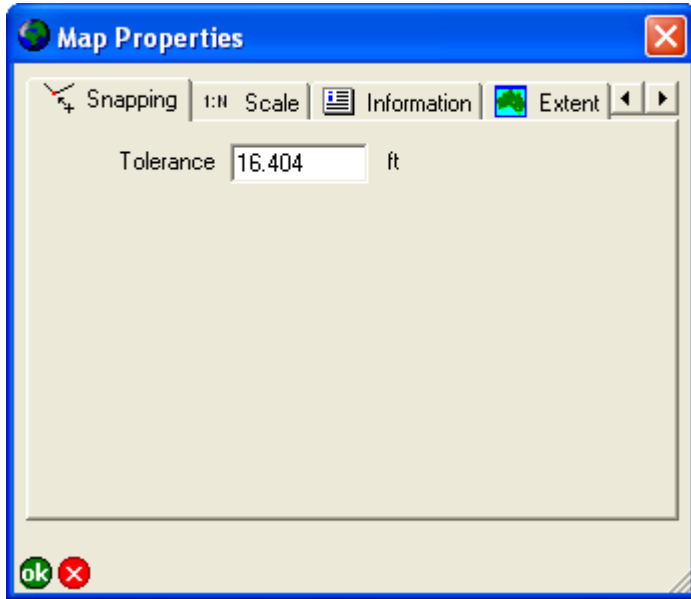 Map Properties
Snapping 1:N Scale Information Extent
Tolerance 16.404 ft
ok